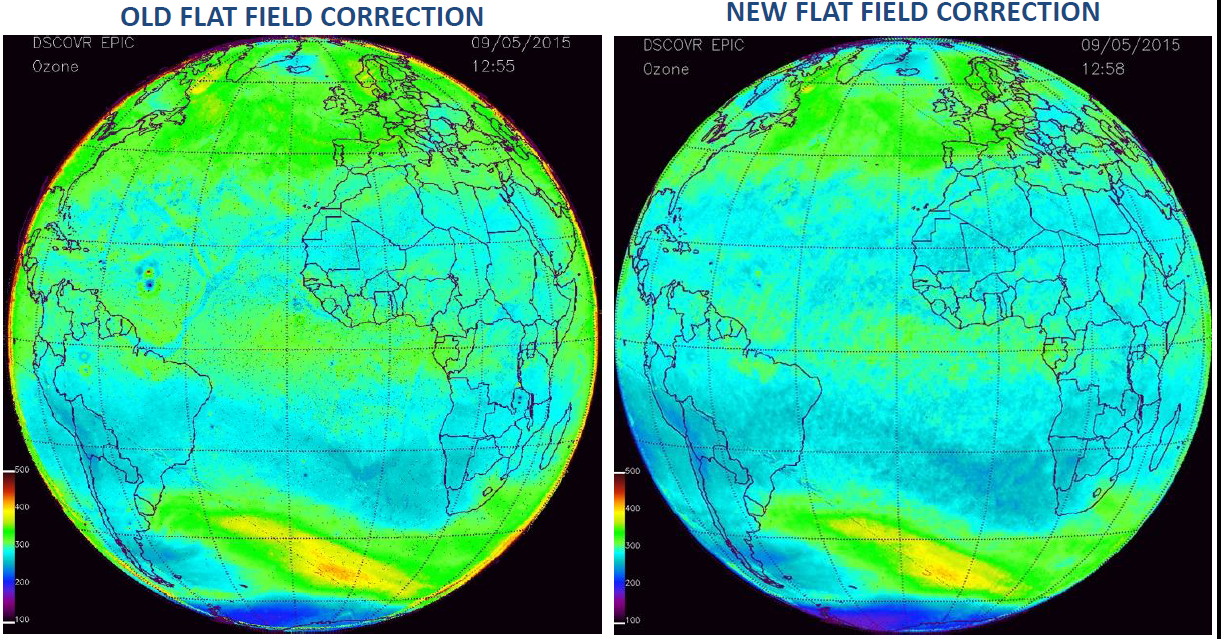 OLD FLAT FIELD CORRECTION
DSCOVR EPIC
Ozone
09/05/2015
12:55
500
400
300
200
100
NEW FLAT FIELD CORRECTION
DSCOVR EPIC
Ozone
09/05/2015
12:58
500
400
300
200
100